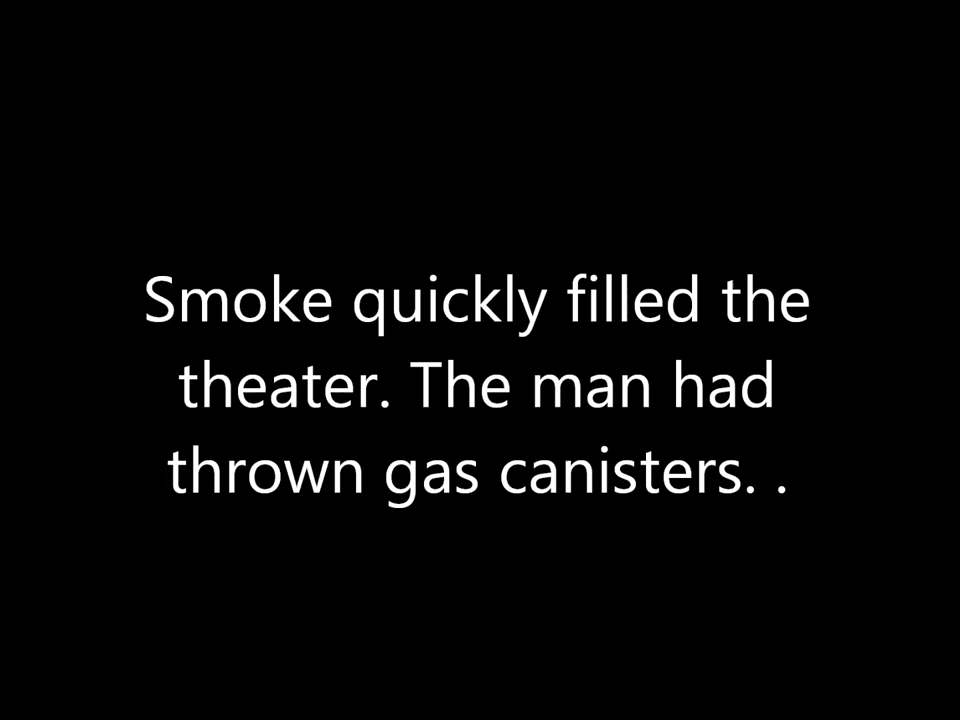 Smoke quickly filled the
theater. The man had
thrown gas canisters. .